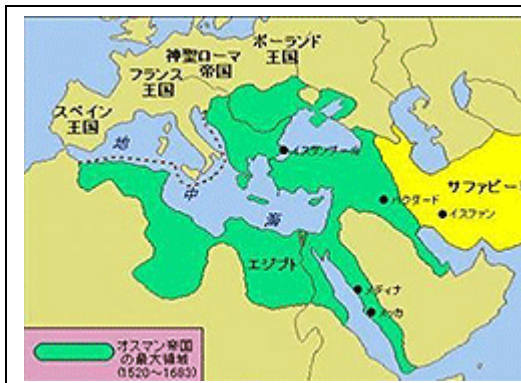 神聖ローマ
帝国
ポーランド
王国
フランス
王国
スペイン
王国
地
中
海
イスタンブール
サファビー
バクダード
イスファン
エジプト
メディナ
メッカ
オスマン帝国
の最大領域
(1520~1683)